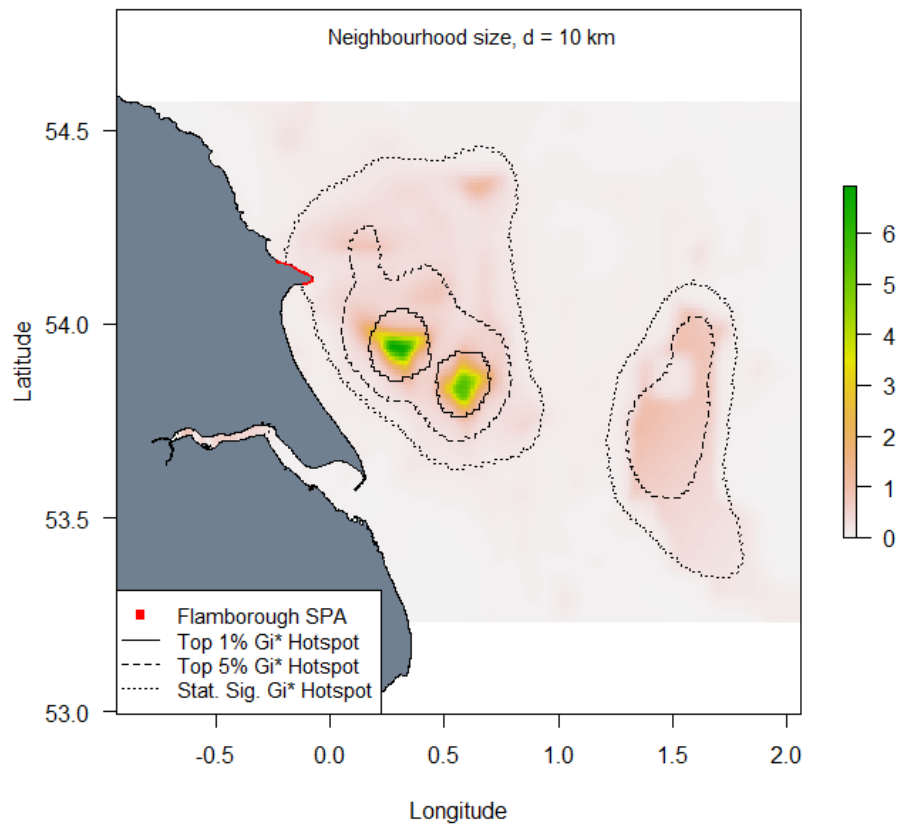 Neighbourhood size, d = 10 km
Latitude
54.5
54.0
53.5
53.0
6
5
4
3
2
1
0
Flamborough SPA
Top 1% Gi* Hotspot
Top 5% Gi* Hotspot
Stat. Sig. Gi* Hotspot
-0.5 0.0 0.5 1.0 1.5 2.0
Longitude